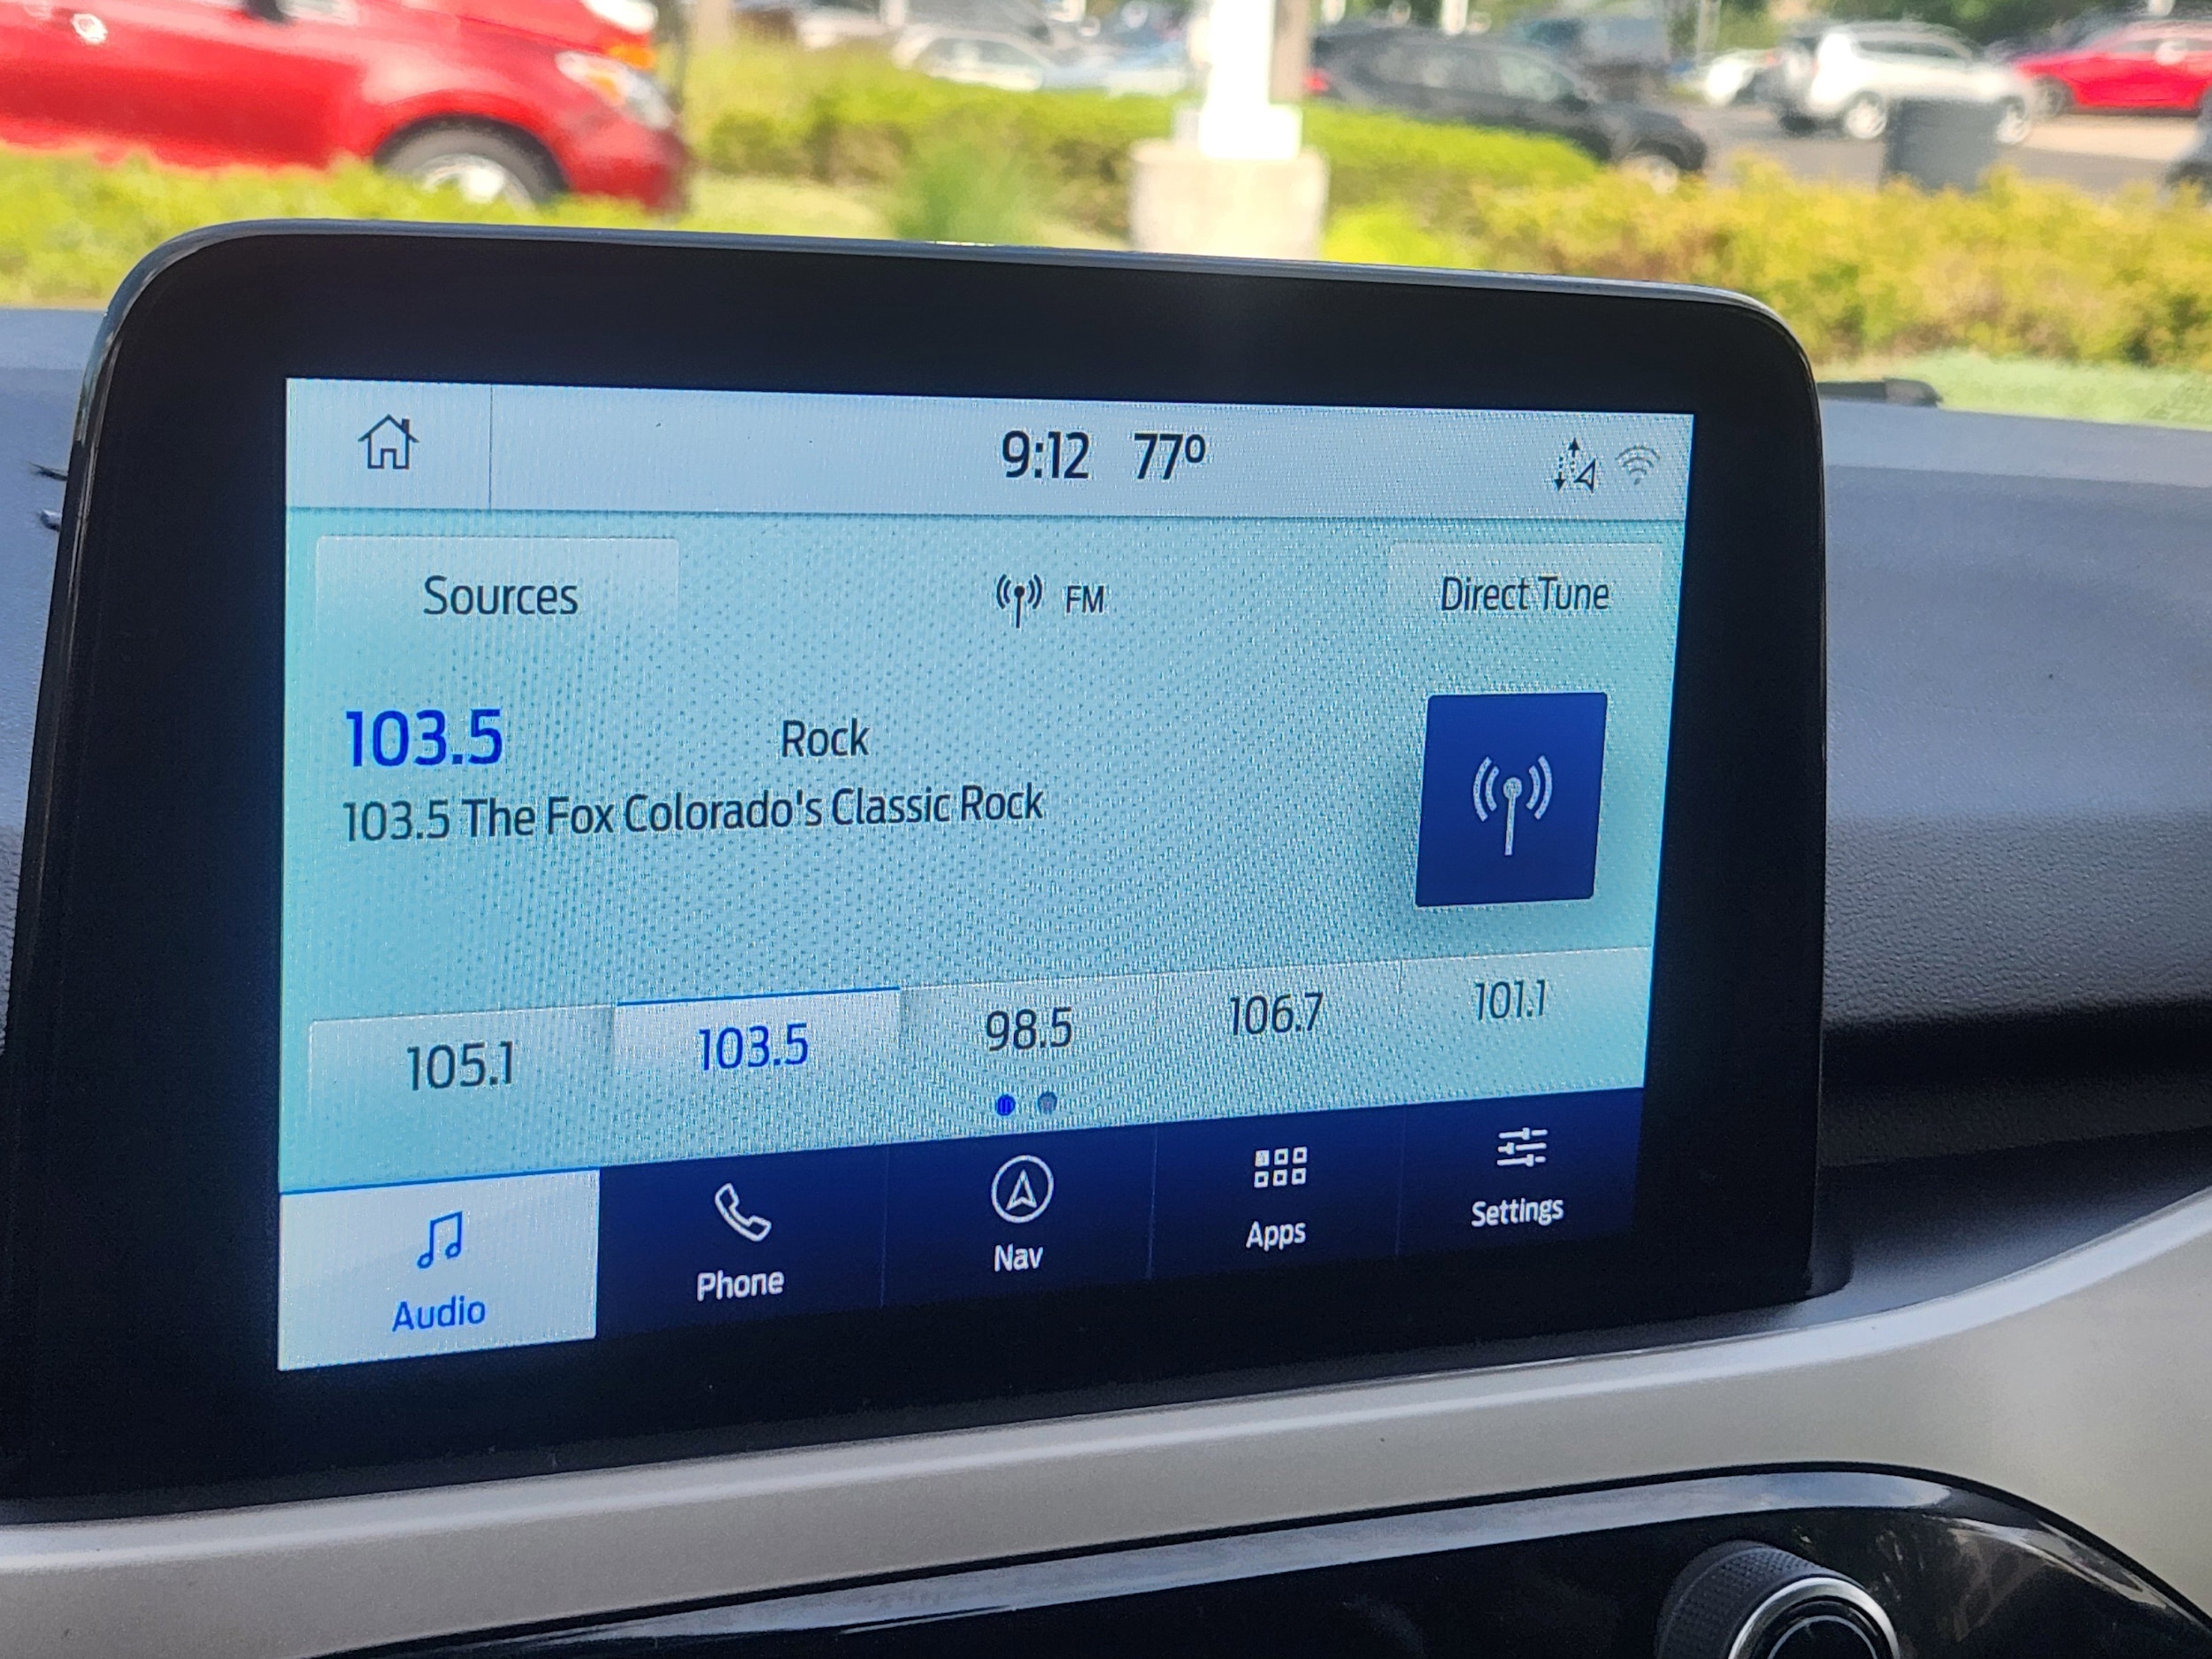 9:12 77º
Sources
FM
Direct Tune
103.5
Rock
103.5 The Fox Colorado's Classic Rock
105.1
103.5
98.5
106.7
101.1
Audio
Phone
Nav
Apps
Settings